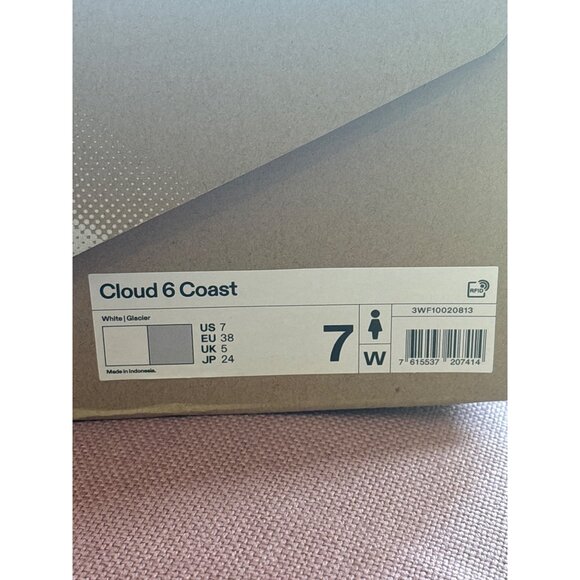 Cloud 6 Coast
RFID
White | Glacier
US 7
EU 38
UK 5
JP 24
Made in Indonesia.
7
W
3WF10020813
7 615537 207414